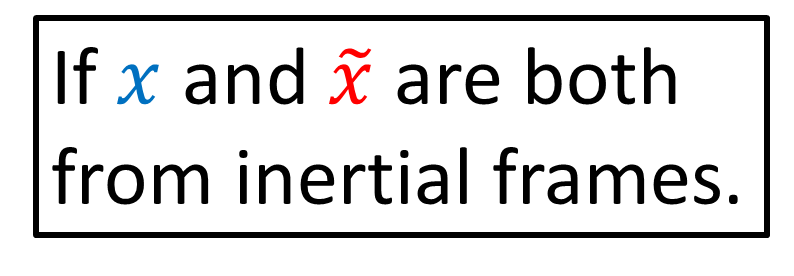 If 𝑥 and 𝑥̃ are both
from inertial frames.